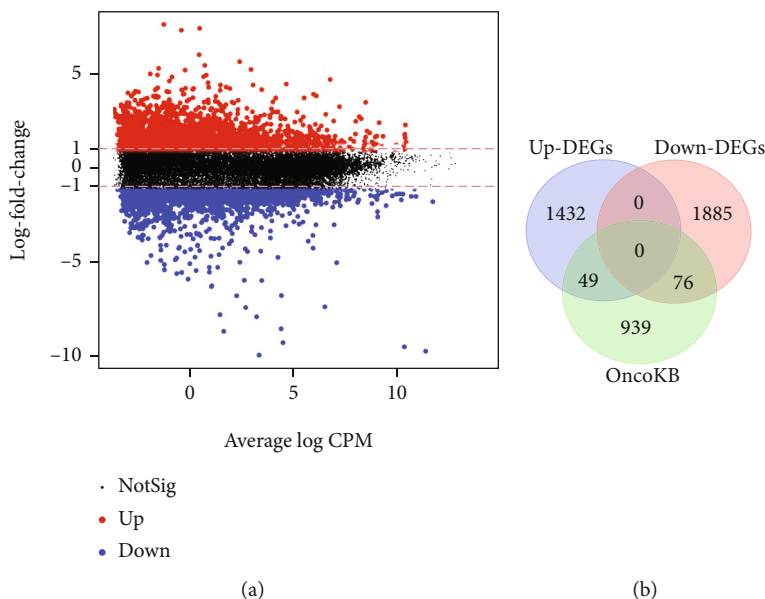 Log-fold-change
5
1
0
−1
−5
−10
0
5
10
Average log CPM
NotSig
Up
Down
(a)
Up-DEGs
Down-DEGs
1432
0
1885
0
49
76
939
OncoKB
(b)